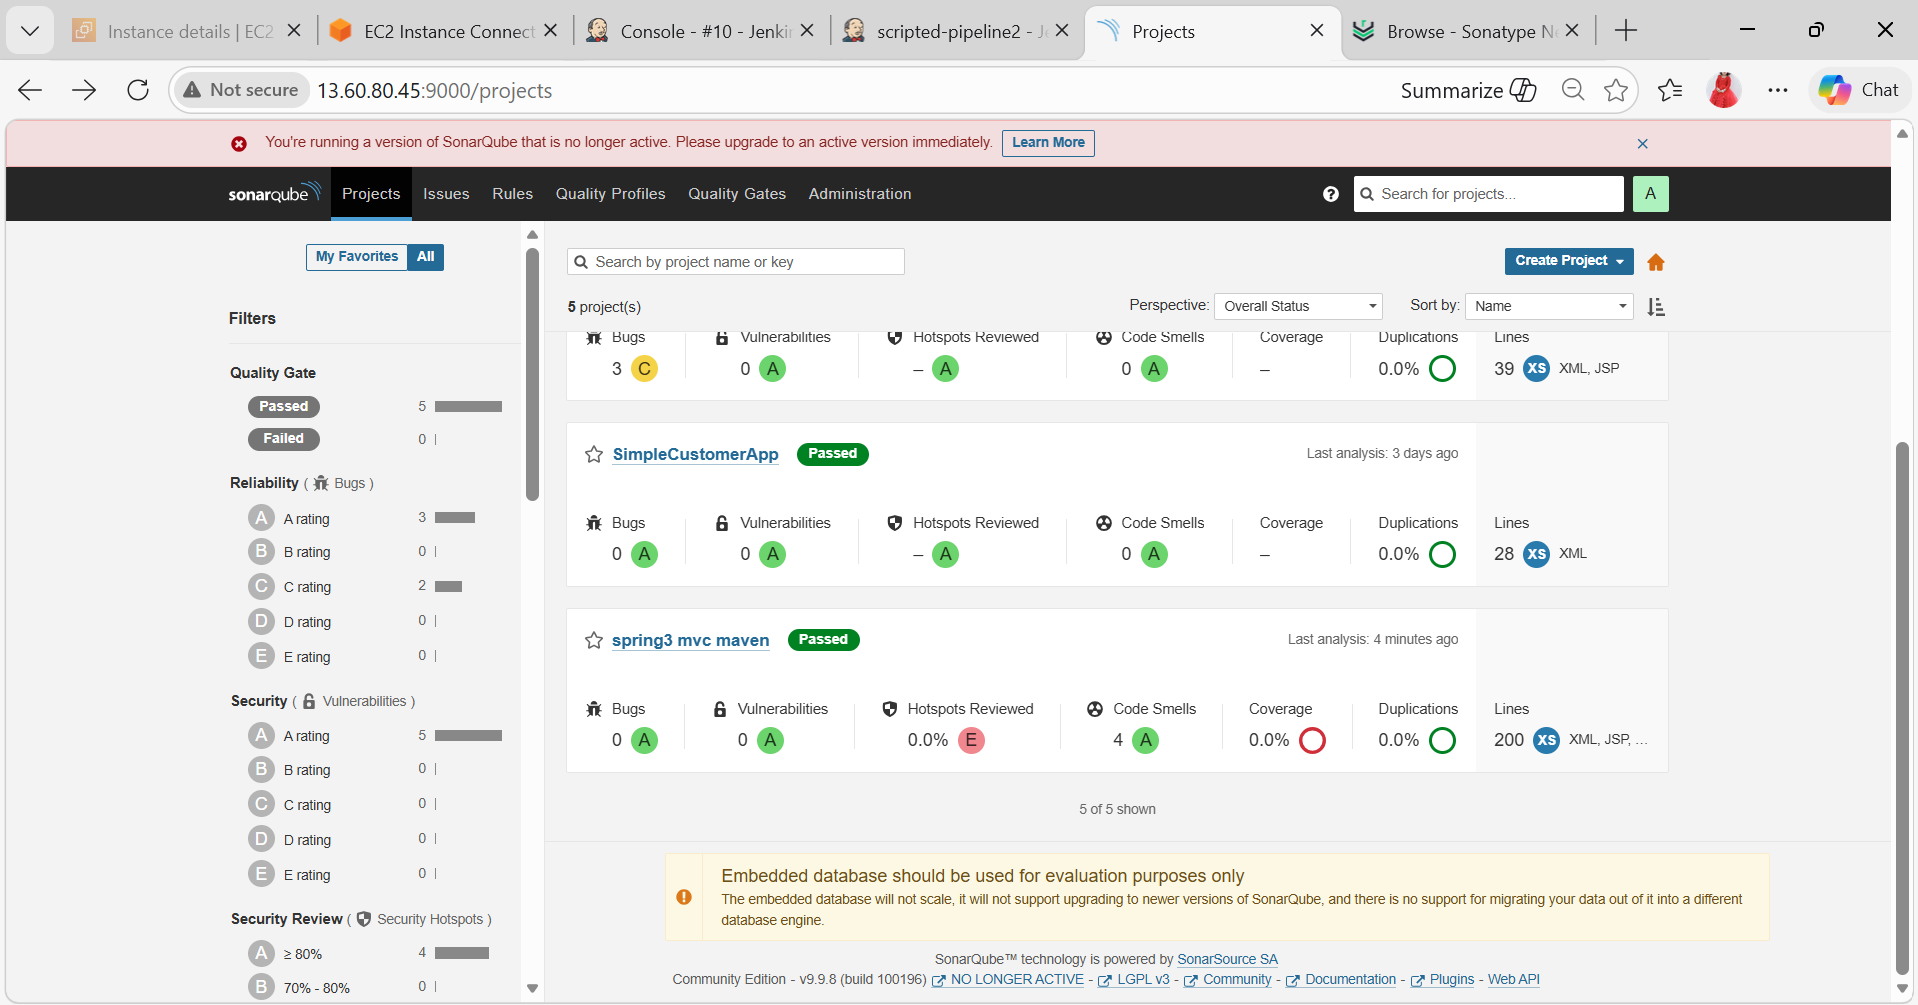 Instance details | EC2
EC2 Instance Connect
Console - #10 - Jenkin
scripted-pipeline2 - Je
Projects
Browse - Sonatype Ne
Not secure
13.60.80.45:9000/projects
Summarize
Chat
You're running a version of SonarQube that is no longer active. Please upgrade to an active version immediately.
Learn More
sonarqube
Projects
Issues
Rules
Quality Profiles
Quality Gates
Administration
Search for projects...
A
My Favorites
All
Filters
Quality Gate
Passed 5
Failed 0
Reliability ( Bugs )
A A rating 3
B B rating 0
C C rating 2
D D rating 0
E E rating 0
Security ( Vulnerabilities )
A A rating 5
B B rating 0
C C rating 0
D D rating 0
E E rating 0
Security Review ( Security Hotspots )
A ≥ 80% 4
B 70% - 80% 0
Search by project name or key
Create Project
5 project(s)
Perspective: Overall Status
Sort by: Name
Bugs Vulnerabilities Hotspots Reviewed Code Smells Coverage Duplications Lines
3 C 0 A – A 0 A – 0.0% 39 XS XML, JSP
SimpleCustomerApp Passed Last analysis: 3 days ago
Bugs Vulnerabilities Hotspots Reviewed Code Smells Coverage Duplications Lines
0 A 0 A – A 0 A – 0.0% 28 XS XML
spring3 mvc maven Passed Last analysis: 4 minutes ago
Bugs Vulnerabilities Hotspots Reviewed Code Smells Coverage Duplications Lines
0 A 0 A 0.0% E 4 A 0.0% 0.0% 200 XS XML, JSP, ...
5 of 5 shown
Embedded database should be used for evaluation purposes only
The embedded database will not scale, it will not support upgrading to newer versions of SonarQube, and there is no support for migrating your data out of it into a different
database engine.
SonarQube™ technology is powered by SonarSource SA
Community Edition - v9.9.8 (build 100196) NO LONGER ACTIVE - LGPL v3 - Community - Documentation - Plugins - Web API